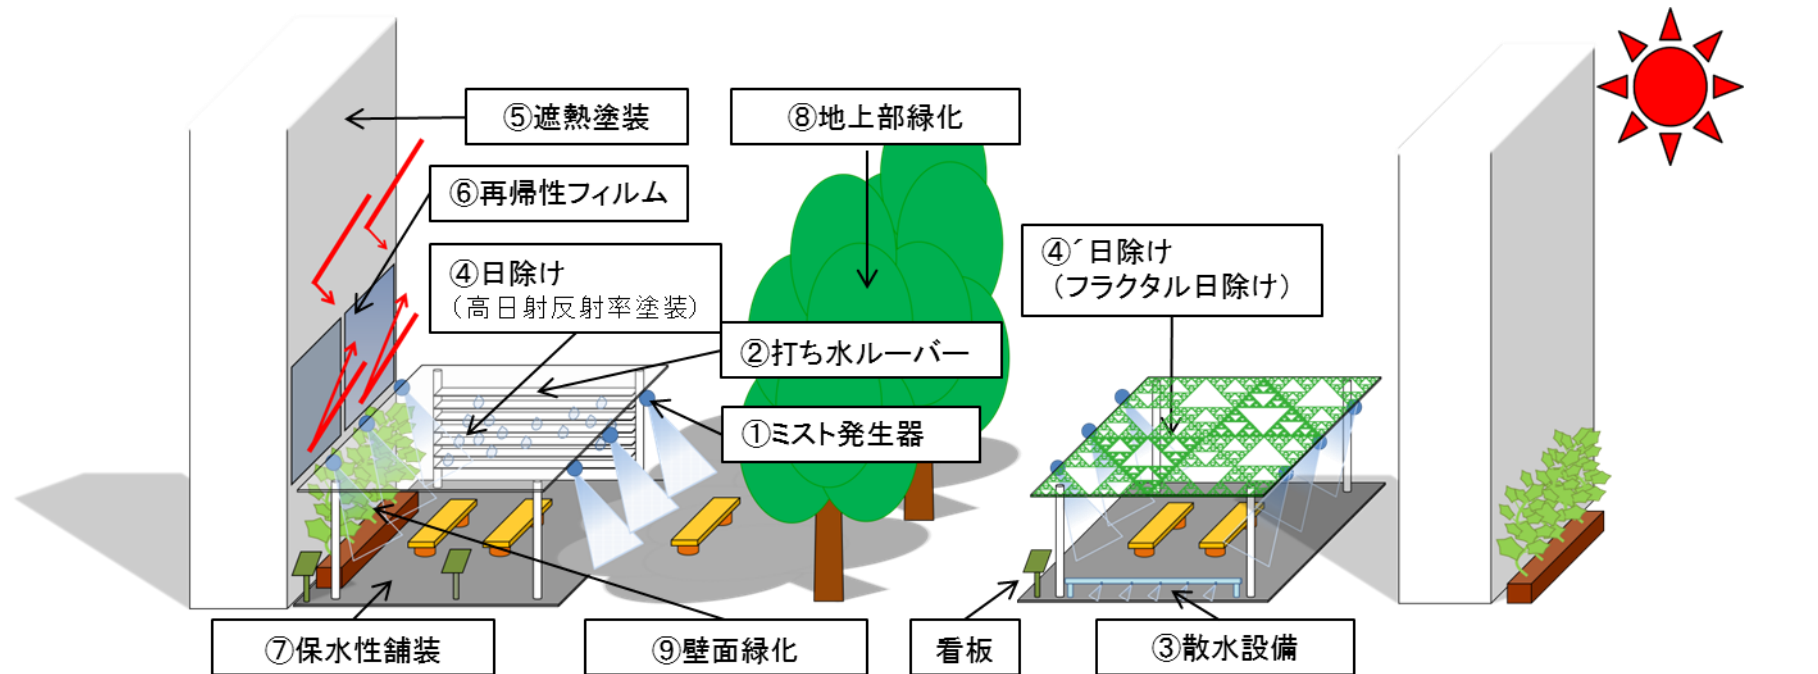 ⑤遮熱塗装
⑧地上部緑化
⑥再帰性フィルム
④日除け
（高日射反射率塗装）
④´日除け
（フラクタル日除け）
②打ち水ルーバー
①ミスト発生器
⑦保水性舗装
⑨壁面緑化
看板
③散水設備